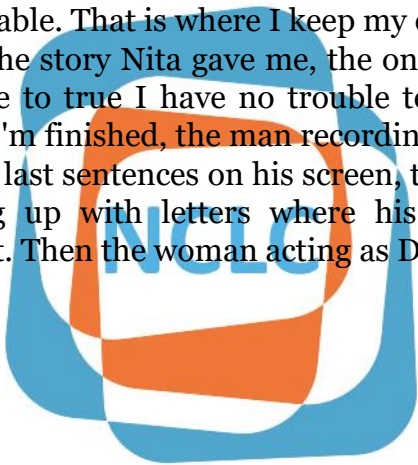 able. That is where I keep my
he story Nita gave me, the on
e to true I have no trouble to
'm finished, the man recordin
last sentences on his screen, t
g up with letters where his
t. Then the woman acting as D
NCLC